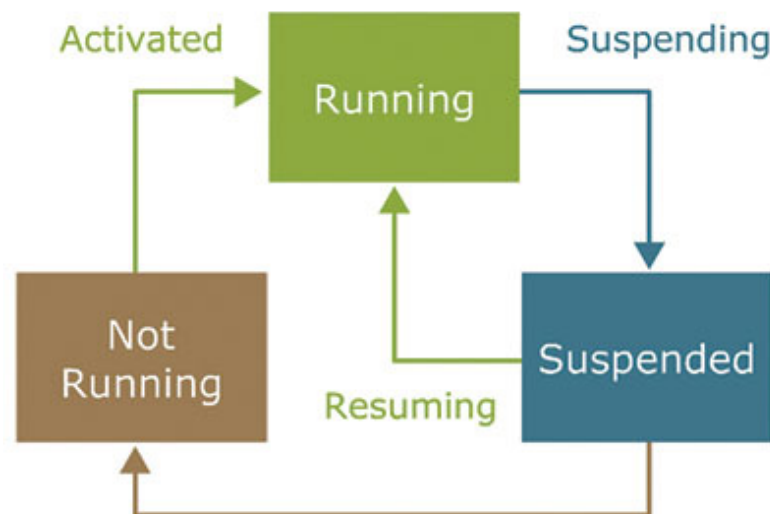 Activated
Suspending
Running
Not
Running
Suspended
Resuming